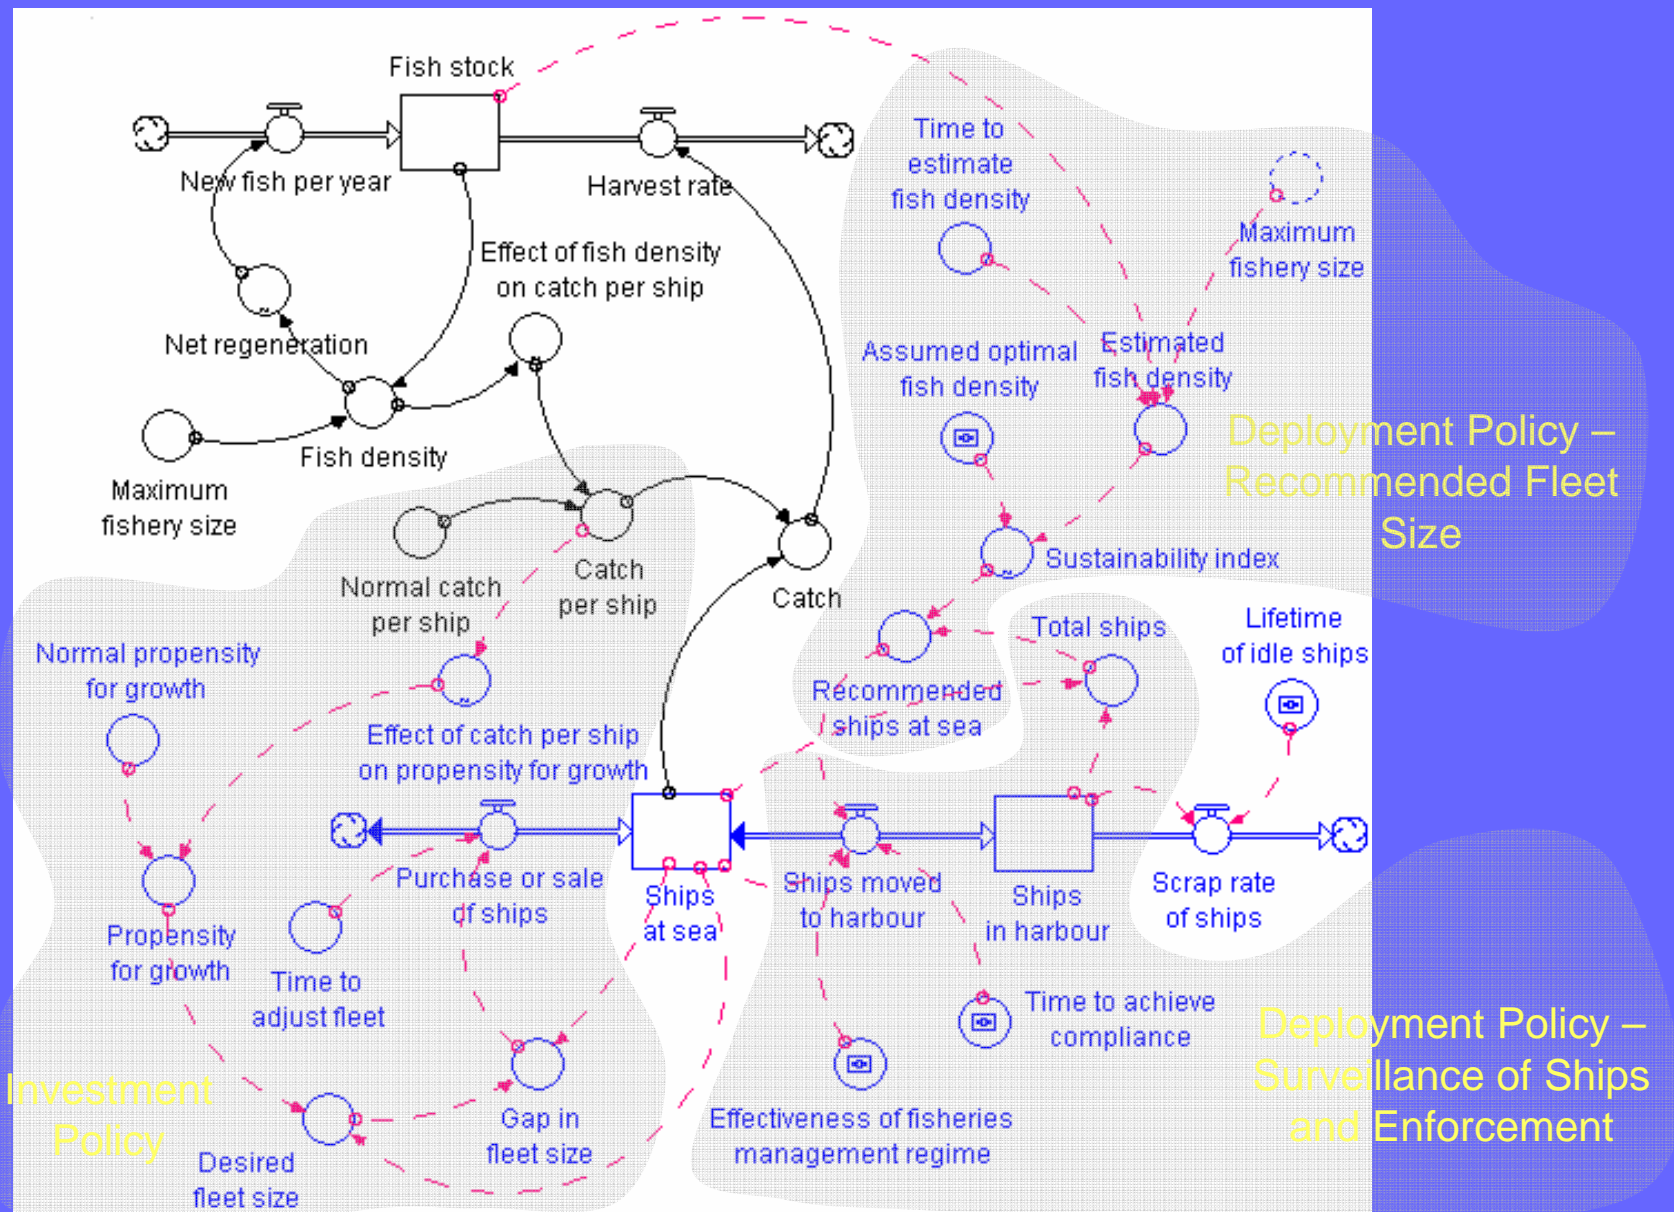 Fish stock
New fish per year
Harvest rate
Effect of fish density
on catch per ship
Net regeneration
Fish density
Maximum
fishery size
Time to
estimate
fish density
Maximum
fishery size
Assumed optimal
fish density
Estimated
fish density
Deployment Policy –
Recommended Fleet
Size
Sustainability index
Normal catch
per ship
Catch
per ship
Catch
Total ships
Lifetime
of idle ships
Normal propensity
for growth
Recommended
ships at sea
Effect of catch per ship
on propensity for growth
Purchase or sale
of ships
Ships
at sea
Ships moved
to harbour
Ships
in harbour
Scrap rate
of ships
Propensity
for growth
Time to
adjust fleet
Time to achieve
compliance
Deployment Policy –
Surveillance of Ships
and Enforcement
Investment
Policy
Gap in
fleet size
Effectiveness of fisheries
management regime
Desired
fleet size